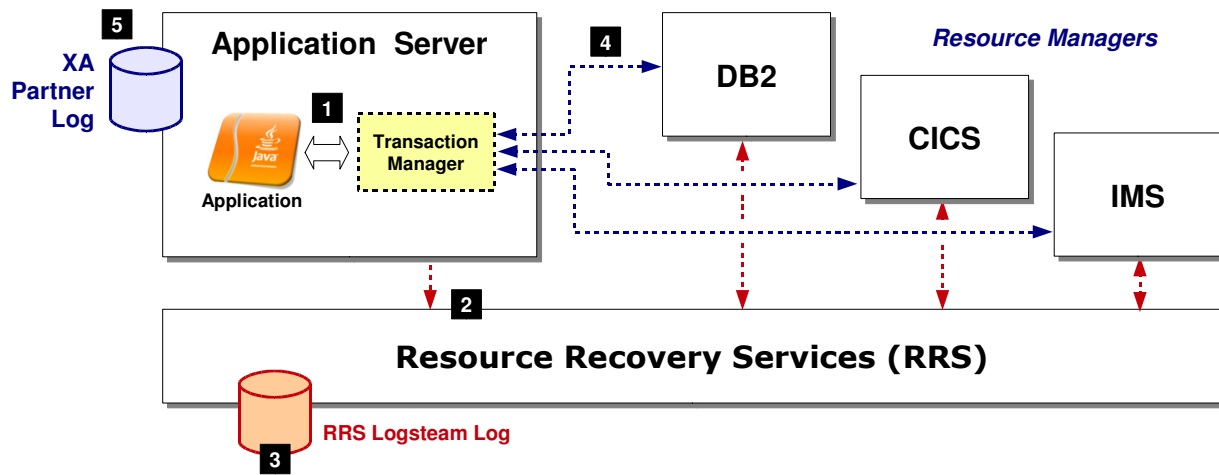 5
Application Server
4
Resource Managers
XA
Partner
Log
DB2
1
Transaction
Manager
Java
Application
CICS
IMS
2
Resource Recovery Services (RRS)
RRS Logsteam Log
3